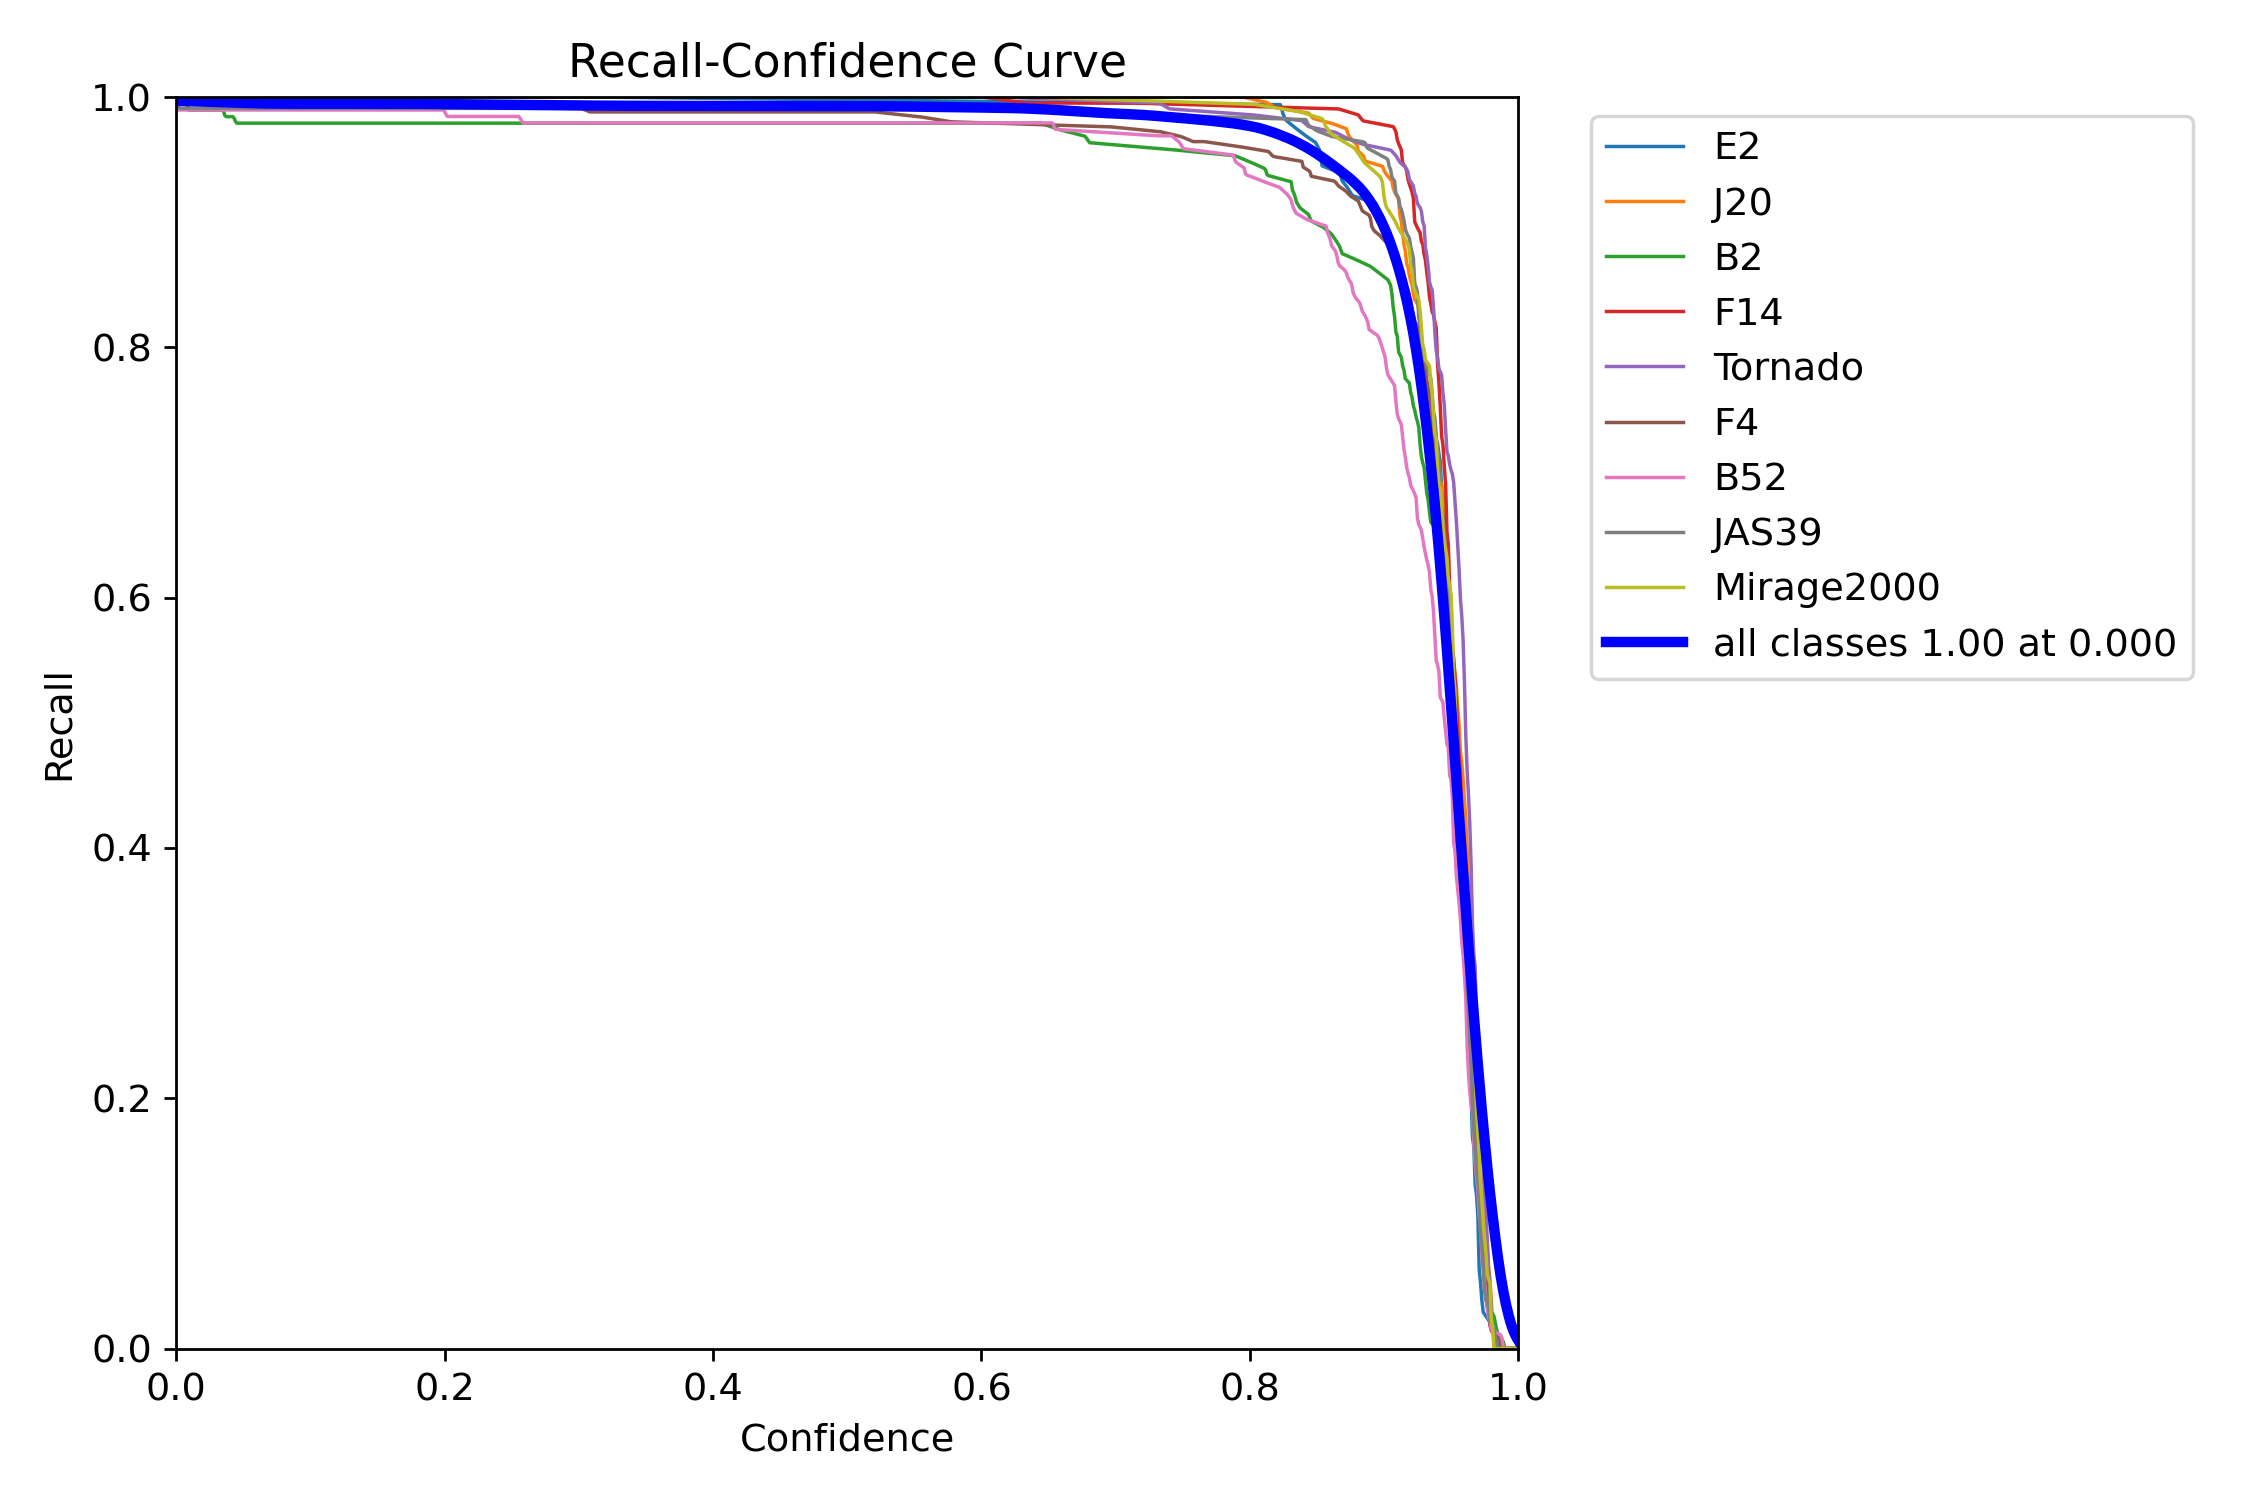 Recall-Confidence Curve
1.0
0.8
0.6
0.4
0.2
0.0
Recall
0.0 0.2 0.4 0.6 0.8 1.0
Confidence
E2
J20
B2
F14
Tornado
F4
B52
JAS39
Mirage2000
all classes 1.00 at 0.000